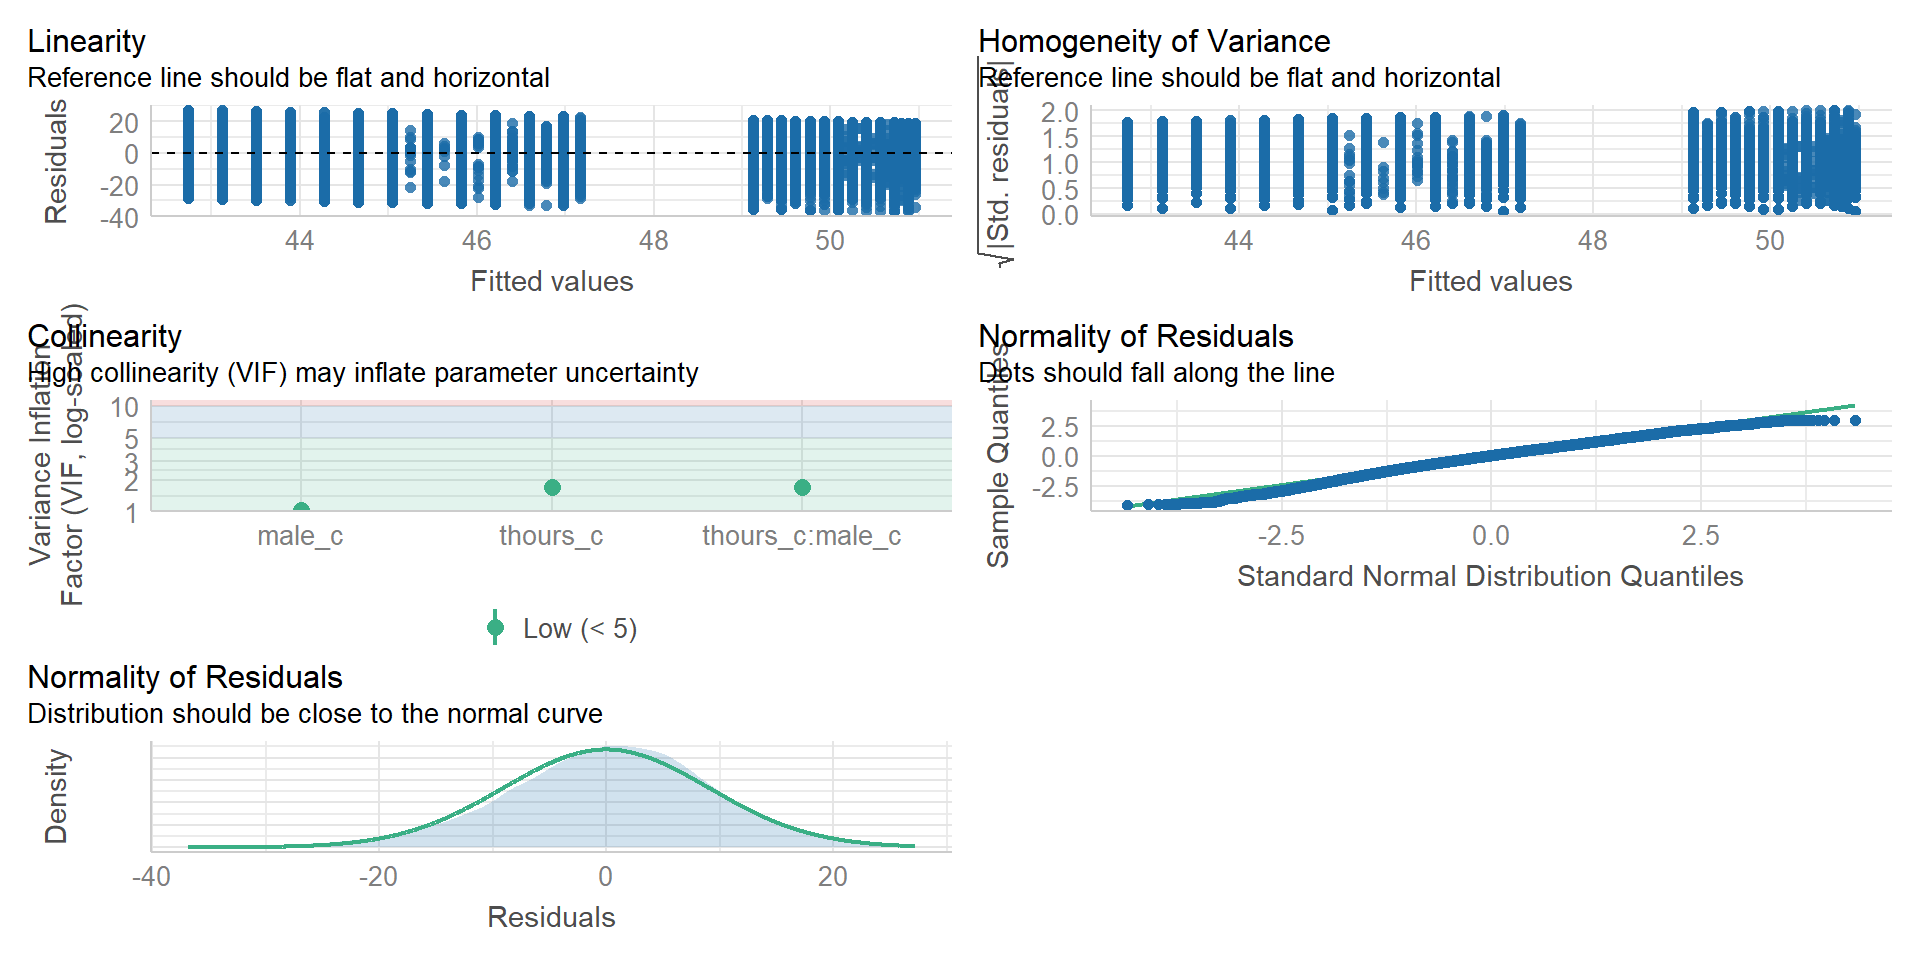 Linearity
Reference line should be flat and horizontal
Residuals
20
0
-20
-40
44
46
48
50
Fitted values
Homogeneity of Variance
Reference line should be flat and horizontal
√|Std. residuals|
2.0
1.5
1.0
0.5
0.0
44
46
48
50
Fitted values
Collinearity
High collinearity (VIF) may inflate parameter uncertainty
Variance Inflation
Factor (VIF, log-scaled)
10
5
3
2
1
male_c
thours_c
thours_c:male_c
Low (< 5)
Normality of Residuals
Dots should fall along the line
Sample Quantiles
2.5
0.0
-2.5
-2.5
0.0
2.5
Standard Normal Distribution Quantiles
Normality of Residuals
Distribution should be close to the normal curve
Density
-40
-20
0
20
Residuals